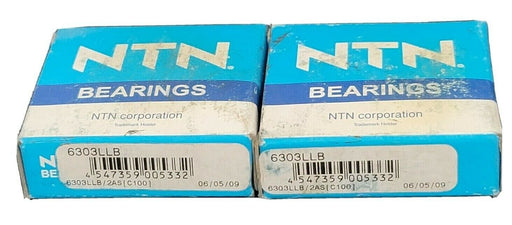 NTN®
BEARINGS
NTN corporation
Trademark Holder
6303LLB
4 547359 005332
6303LLB/2AS[C100] 06/05/09
BE
NTN®
BEARINGS
NTN corporation
Trademark Holder
6303LLB
4 547359 005332
6303LLB/2AS[C100] 06/05/09